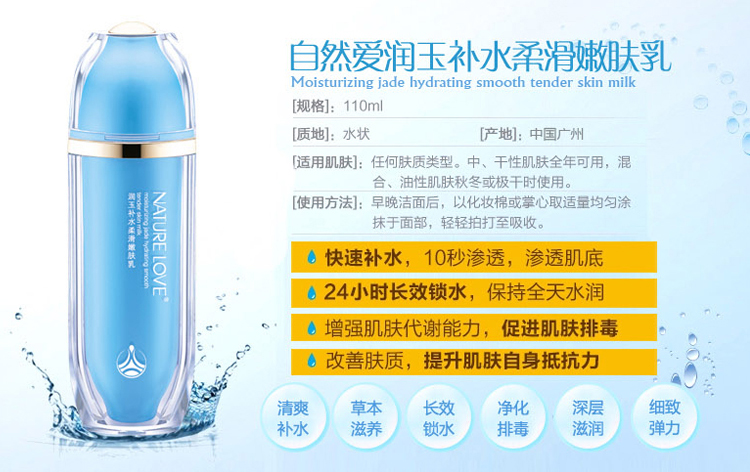 自然爱润玉补水柔滑嫩肤乳
Moisturizing jade hydrating smooth tender skin milk
[规格]：110ml
[质地]：水状 [产地]：中国广州
[适用肌肤]：任何肤质类型。中、干性肌肤全年可用，混
合、油性肌肤秋冬或极干时使用。
[使用方法]：早晚洁面后，以化妆棉或掌心取适量均匀涂
抹于面部，轻轻拍打至吸收。
快速补水，10秒渗透，渗透肌底
24小时长效锁水，保持全天水润
增强肌肤代谢能力，促进肌肤排毒
改善肤质，提升肌肤自身抵抗力
清爽
补水
草本
滋养
长效
锁水
净化
排毒
深层
滋润
细致
弹力
NATURE LOVE®
moisturizing jade hydrating smooth
tender skin milk
润玉补水柔滑嫩肤乳